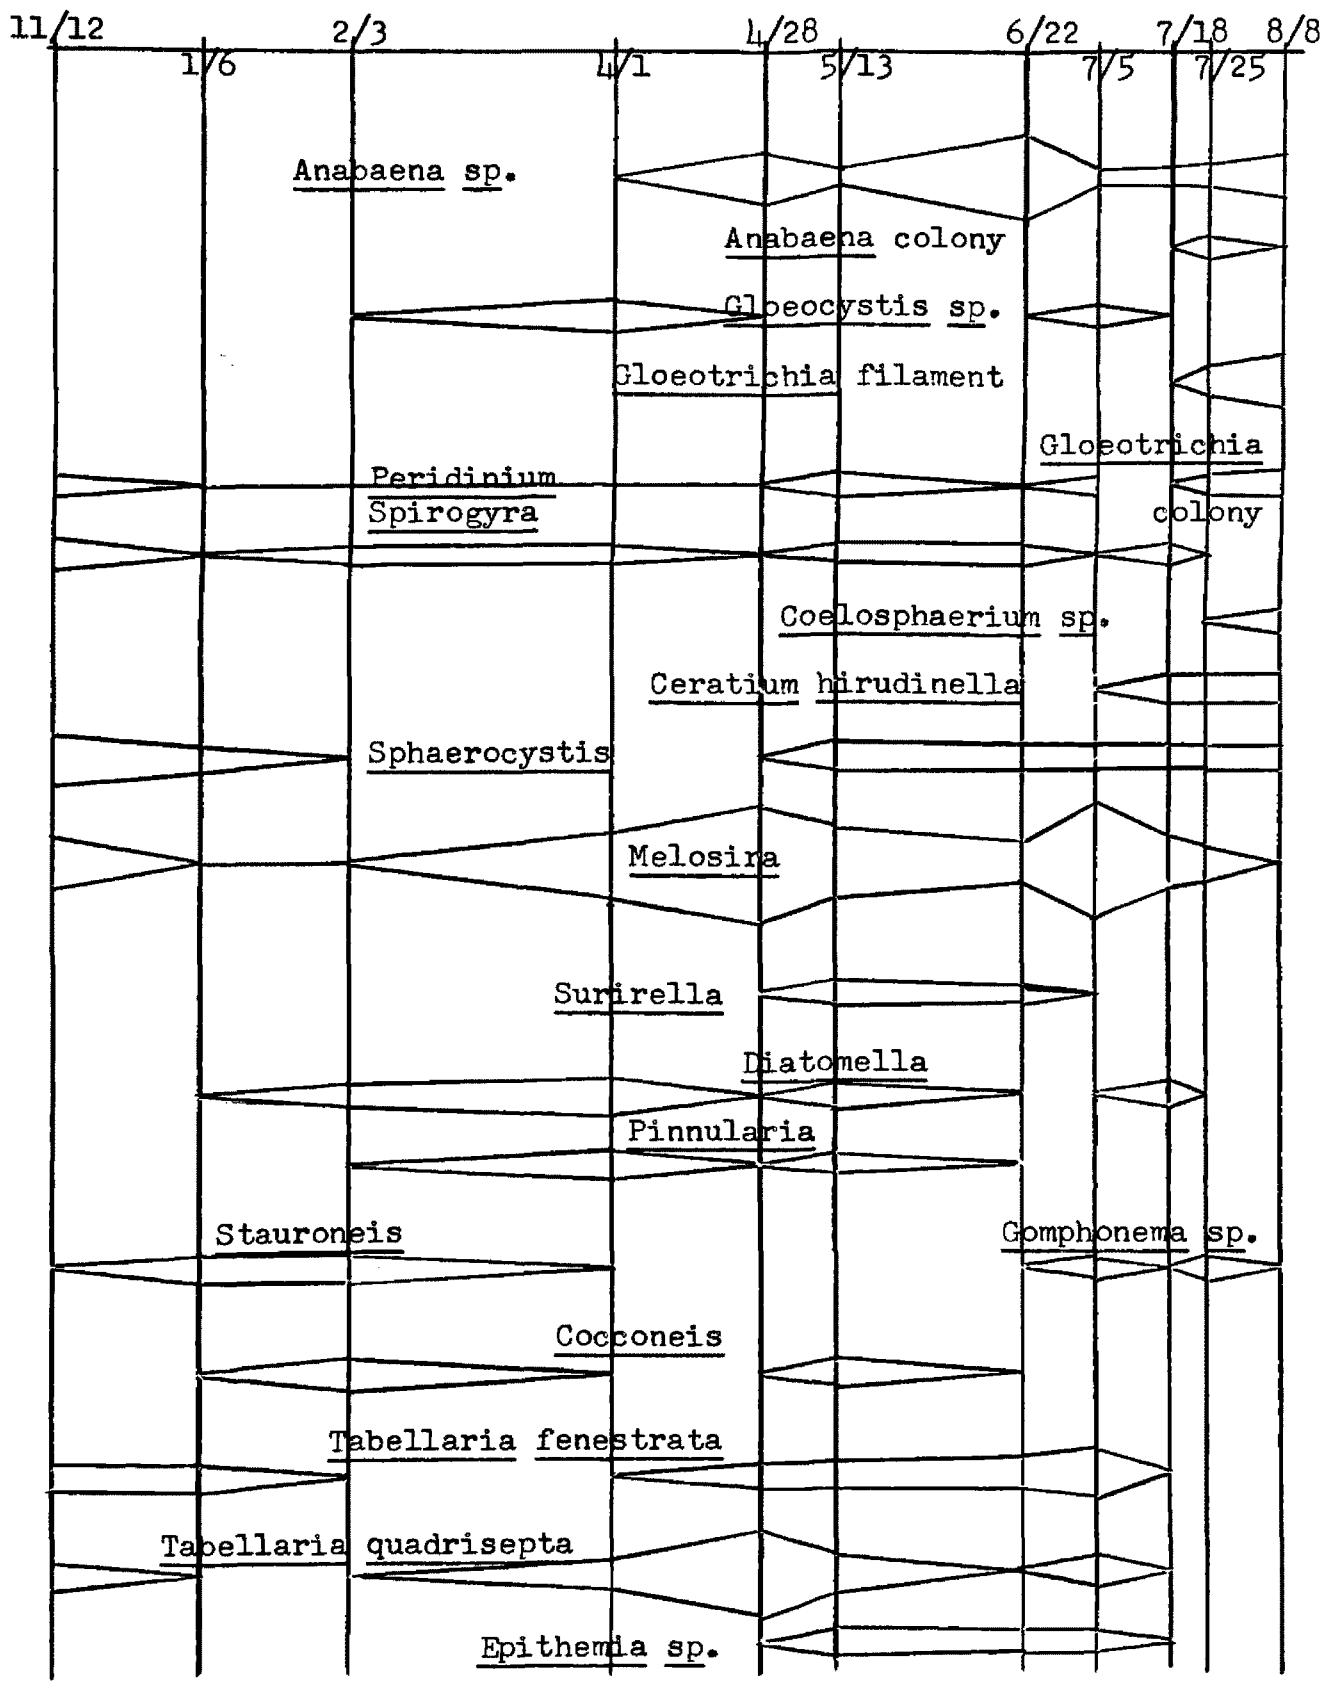 11/12 2/3 4/28 6/22 7/18 8/8
1/6 4/1 5/13 7/5 7/25
Anabaena sp.
Anabaena colony
Gloeocystis sp.
Gloeotrichia filament
Gloeotrichia
Peridinium
Spirogyra
colony
Coelosphaerium sp.
Ceratium hirudinella
Sphaerocystis
Melosira
Surirella
Diatomella
Pinnularia
Stauroneis
Gomphonema sp.
Cocconeis
Tabellaria fenestrata
Tabellaria quadrisepta
Epithemia sp.